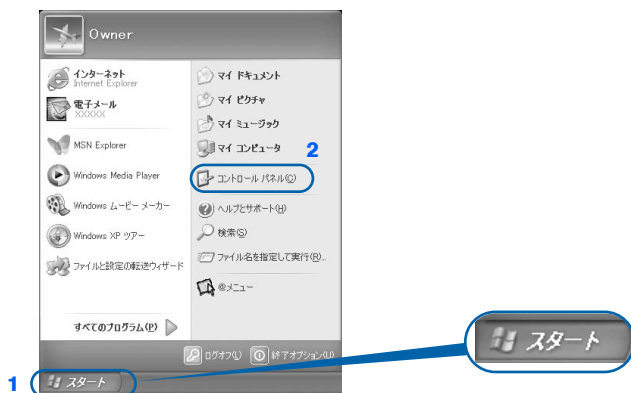 Owner
インターネット
Internet Explorer
電子メール
XXXXX
MSN Explorer
Windows Media Player
Windows ムービー メーカー
Windows XP ツアー
ファイルと設定の転送ウィザード
すべてのプログラム(P)
マイ ドキュメント
マイ ピクチャ
マイ ミュージック
マイ コンピュータ
2
コントロール パネル(C)
ヘルプとサポート(H)
検索(S)
ファイル名を指定して実行(R)...
@メニュー
ログオフ(L)
終了オプション(U)
1
スタート
スタート